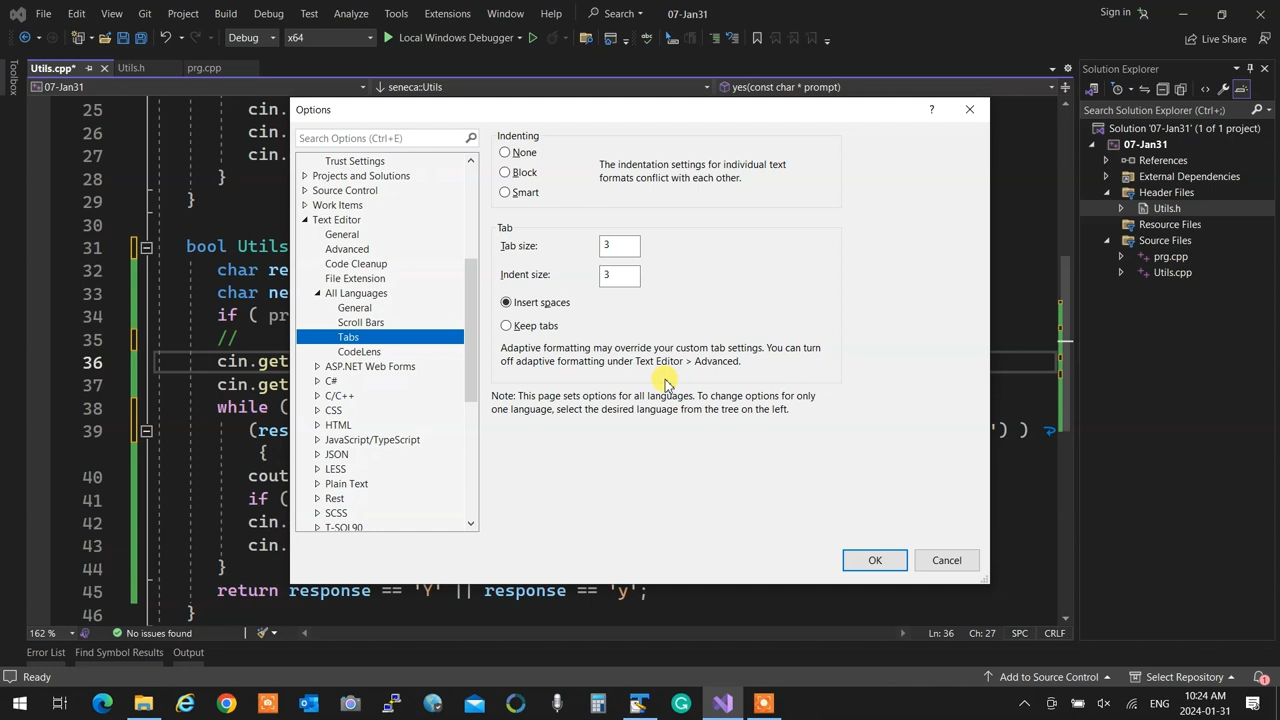 File Edit View Git Project Build Debug Test Analyze Tools Extensions Window Help Search 07-Jan31 Sign in
Debug x64 Local Windows Debugger Live Share
Utils.cpp* Utils.h prg.cpp
07-Jan31 seneca::Utils yes(const char * prompt)
Toolbox
25 cin.
26 cin.
27 cin.
28 }
29 }
30
31 bool Utils
32 char re
33 char ne
34 if ( pr
35 //
36 cin.get
37 cin.get
38 while (
39 (res ') )
{
40 cout
41 if (
42 cin.
43 cin.
44 }
45 return response == 'Y' || response == 'y';
46 }
Options
Search Options (Ctrl+E)
Trust Settings
Projects and Solutions
Source Control
Work Items
Text Editor
General
Advanced
Code Cleanup
File Extension
All Languages
General
Scroll Bars
Tabs
CodeLens
ASP.NET Web Forms
C#
C/C++
CSS
HTML
JavaScript/TypeScript
JSON
LESS
Plain Text
Rest
SCSS
T-SQL90
Indenting
None
Block
Smart
The indentation settings for individual text
formats conflict with each other.
Tab
Tab size: 3
Indent size: 3
Insert spaces
Keep tabs
Adaptive formatting may override your custom tab settings. You can turn
off adaptive formatting under Text Editor > Advanced.
Note: This page sets options for all languages. To change options for only
one language, select the desired language from the tree on the left.
OK Cancel
Solution Explorer
Search Solution Explorer (Ctrl+;)
Solution '07-Jan31' (1 of 1 project)
07-Jan31
References
External Dependencies
Header Files
Utils.h
Resource Files
Source Files
prg.cpp
Utils.cpp
162 % No issues found Ln: 36 Ch: 27 SPC CRLF
Error List Find Symbol Results Output
Ready Add to Source Control Select Repository 1
ENG 10:24 AM
2024-01-31